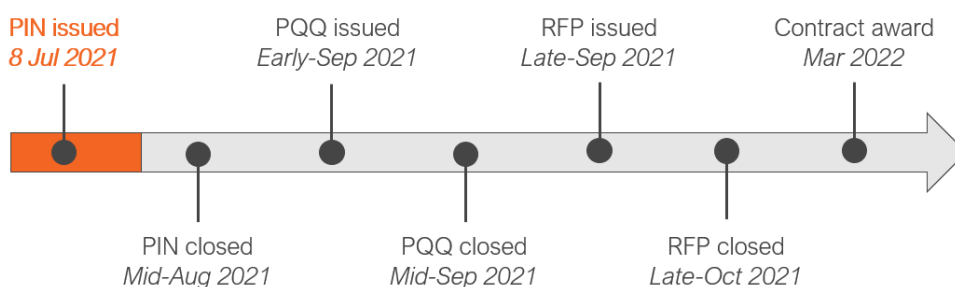 PIN issued
8 Jul 2021
PQQ issued
Early-Sep 2021
RFP issued
Late-Sep 2021
Contract award
Mar 2022
PIN closed
Mid-Aug 2021
PQQ closed
Mid-Sep 2021
RFP closed
Late-Oct 2021